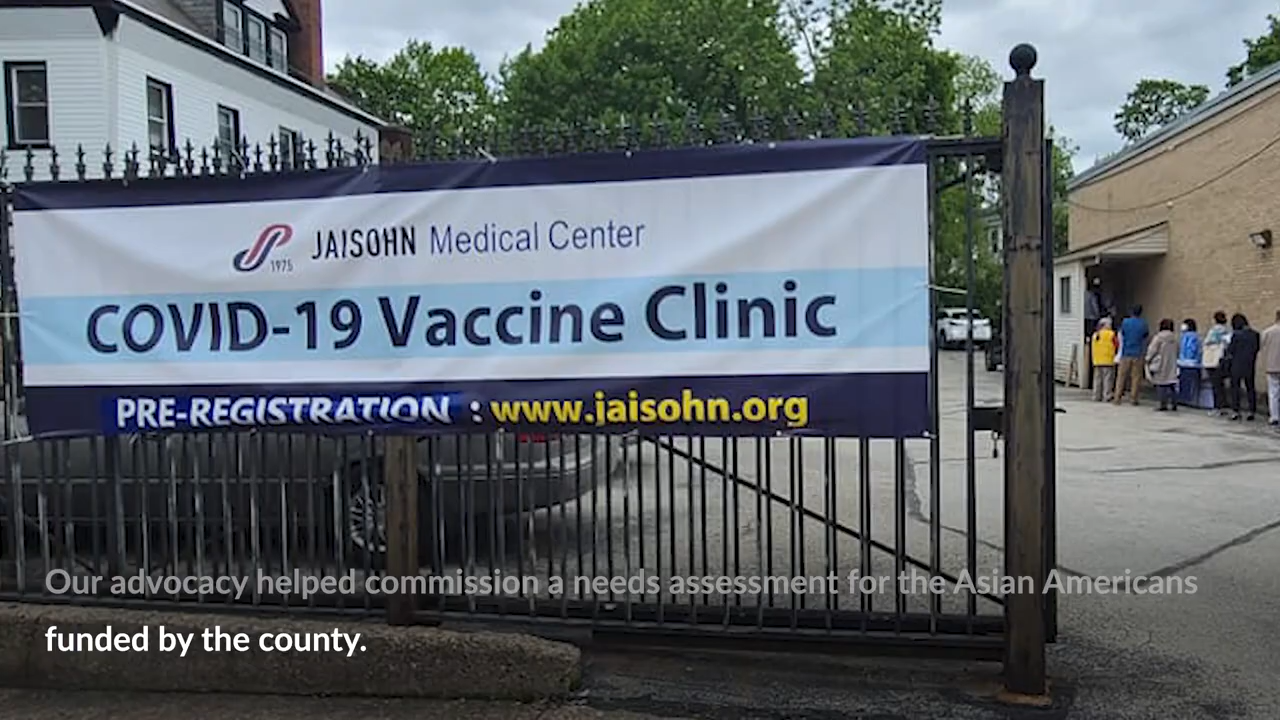 JAISOHN Medical Center
1975
COVID-19 Vaccine Clinic
PRE-REGISTRATION : www.jaisohn.org
Our advocacy helped commission a needs assessment for the Asian Americans
funded by the county.